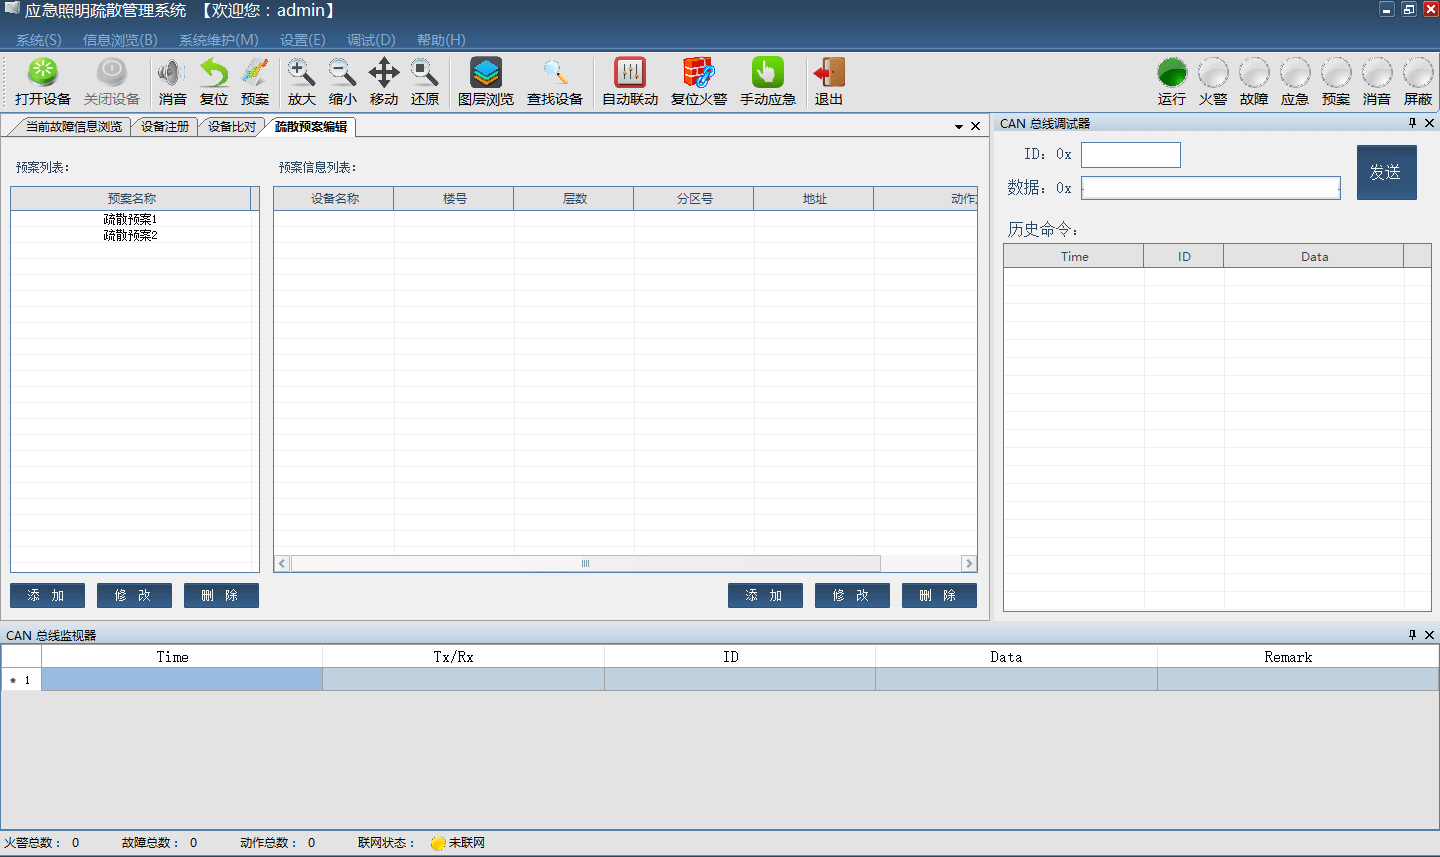 应急照明疏散管理系统 【欢迎您：admin】
系统(S) 信息浏览(B) 系统维护(M) 设置(E) 调试(D) 帮助(H)
打开设备 关闭设备 消音 复位 预案 放大 缩小 移动 还原 图层浏览 查找设备 自动联动 复位火警 手动应急 退出 运行 火警 故障 应急 预案 消音 屏蔽
当前故障信息浏览 设备注册 设备比对 疏散预案编辑
预案列表：
预案名称
疏散预案1
疏散预案2
添 加 修 改 删 除
预案信息列表：
设备名称 楼号 层数 分区号 地址 动作
添 加 修 改 删 除
CAN 总线调试器
ID：0x
数据：0x
发送
历史命令：
Time ID Data
CAN 总线监视器
Time Tx/Rx ID Data Remark
* 1
火警总数： 0 故障总数： 0 动作总数： 0 联网状态： 未联网